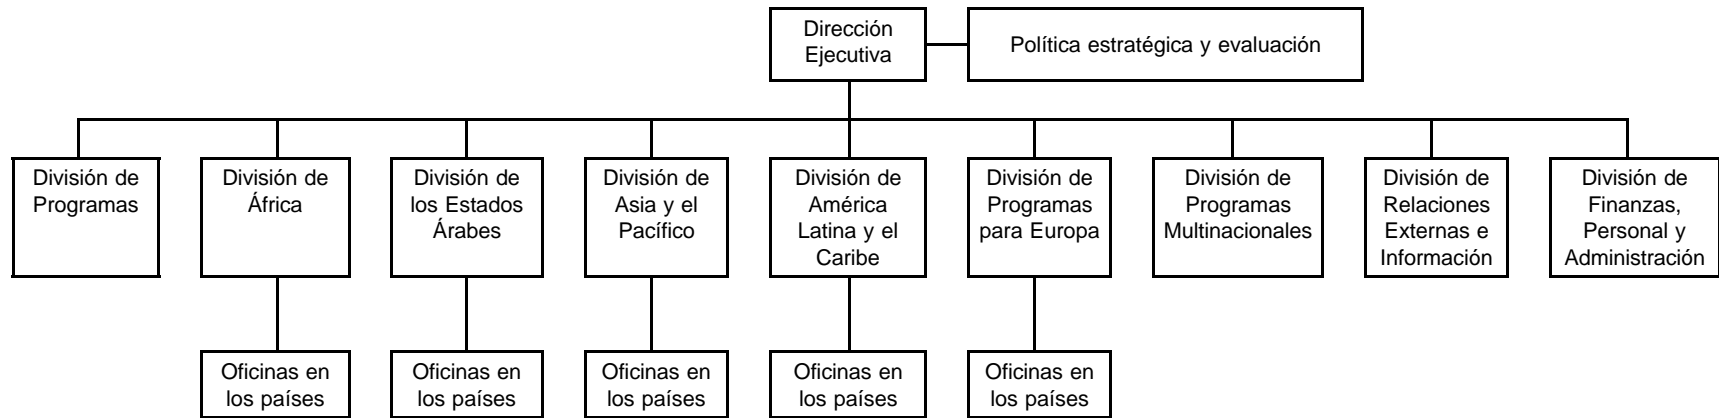 Dirección
Ejecutiva
Política estratégica y evaluación
División de
Programas
División de
África
División de
los Estados
Árabes
División de
Asia y el
Pacífico
División de
América
Latina y el
Caribe
División de
Programas
para Europa
División de
Programas
Multinacionales
División de
Relaciones
Externas e
Información
División de
Finanzas,
Personal y
Administración
Oficinas en
los países
Oficinas en
los países
Oficinas en
los países
Oficinas en
los países
Oficinas en
los países